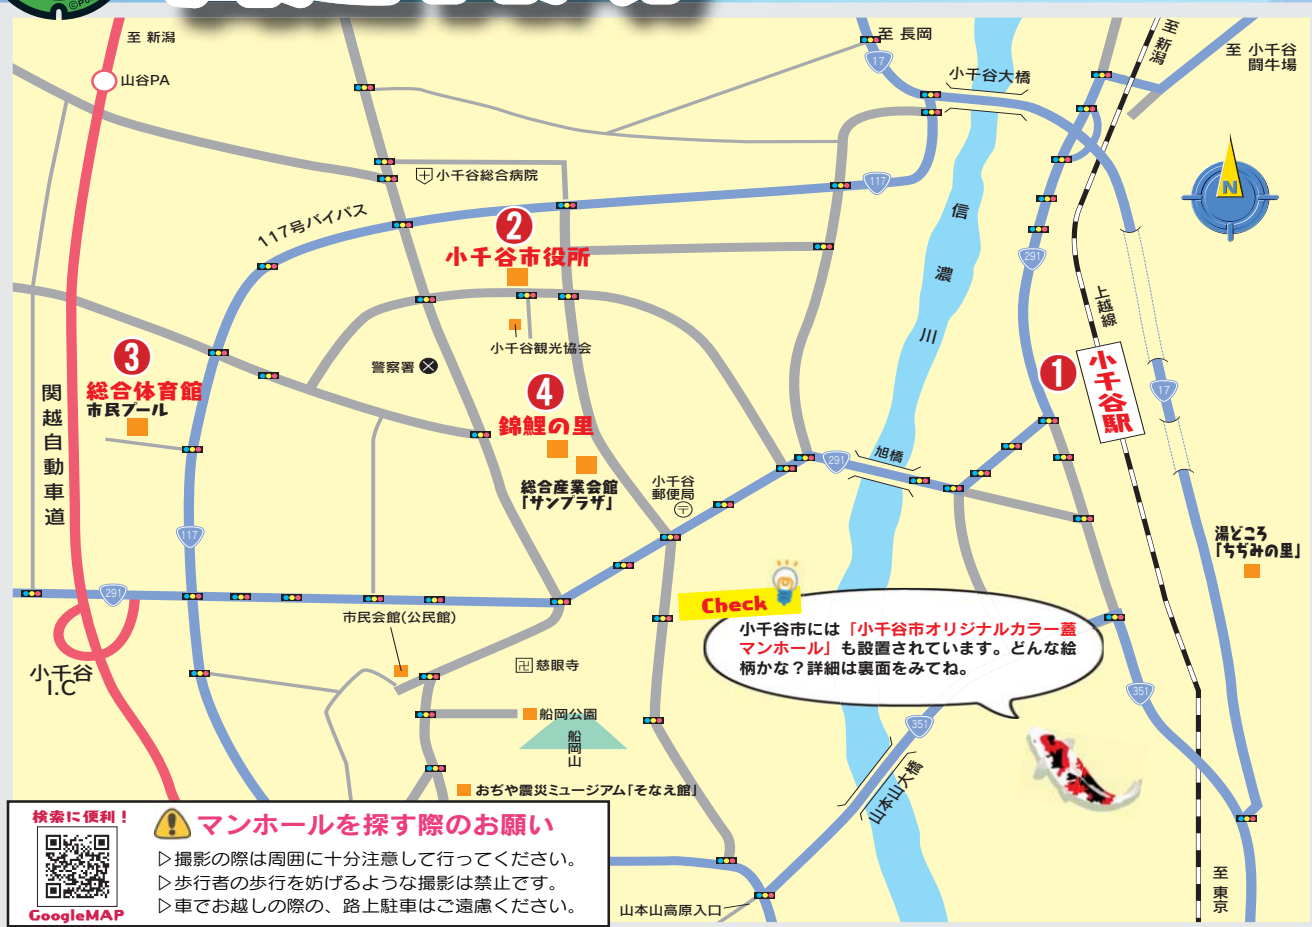 至 新潟
山谷PA
至 長岡
17
小千谷大橋
至 新潟
至 小千谷
闘牛場
N
小千谷総合病院
117
117号バイパス
2
小千谷市役所
信濃川
291
上越線
小千谷観光協会
警察署
3
総合体育館
市民プール
4
錦鯉の里
総合産業会館
「サンプラザ」
1
小千谷駅
17
関越自動車道
291
旭橋
小千谷
郵便局
〒
117
湯どころ
「ちぢみの里」
291
市民会館(公民館)
Check
小千谷市には「小千谷市オリジナルカラー蓋
マンホール」も設置されています。どんな絵
柄かな？詳細は裏面をみてね。
小千谷
I.C
卍慈眼寺
351
船岡公園
船岡山
351
山本山大橋
おぢや震災ミュージアム「そなえ館」
検索に便利！
GoogleMAP
マンホールを探す際のお願い
▷撮影の際は周囲に十分注意して行ってください。
▷歩行者の歩行を妨げるような撮影は禁止です。
▷車でお越しの際の、路上駐車はご遠慮ください。
山本山高原入口
至 東京